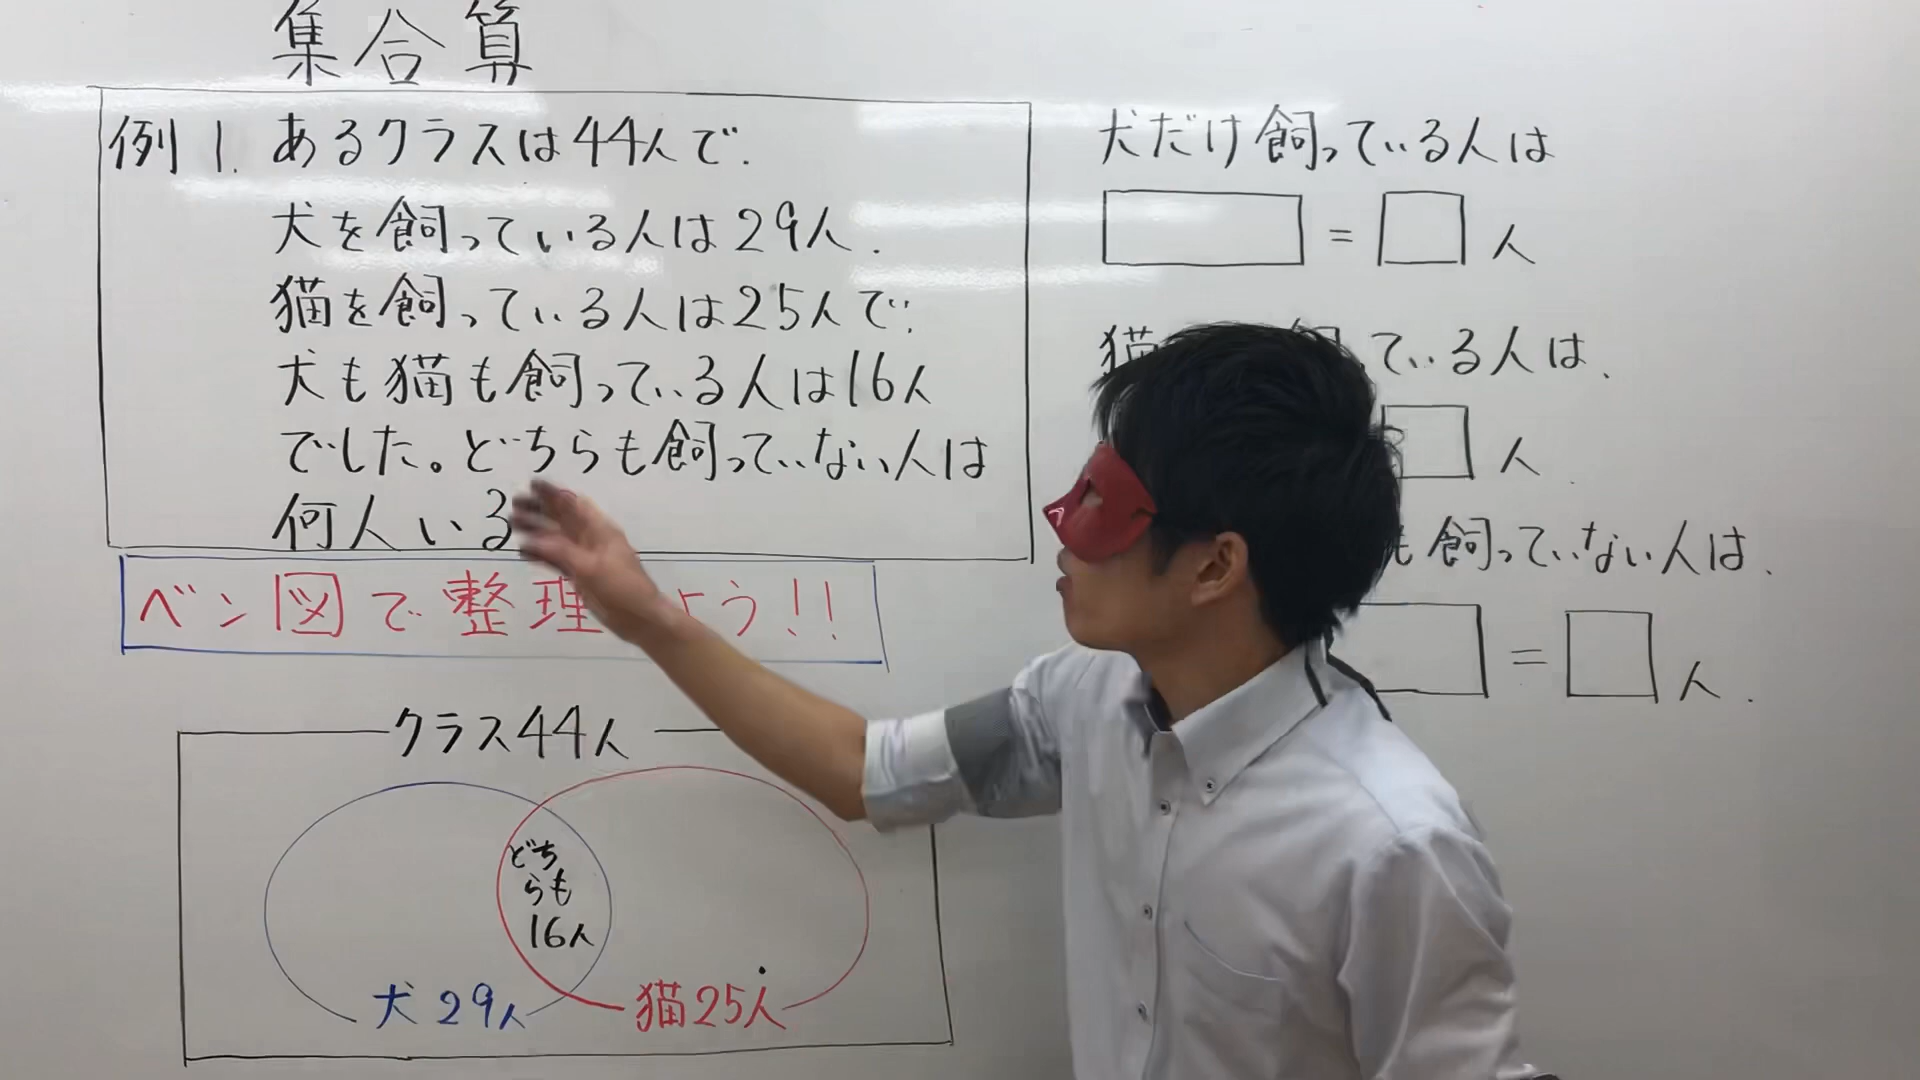 集合算
例1. あるクラスは44人で、
犬を飼っている人は29人、
猫を飼っている人は25人で、
犬も猫も飼っている人は16人
でした。どちらも飼っていない人は
何人いる
ベン図で整理よう!!
クラス44人
どち
らも
16人
犬29人
猫25人
犬だけ飼っている人は
= 人
猫 飼っている人は、
人
も飼っていない人は、
= 人.